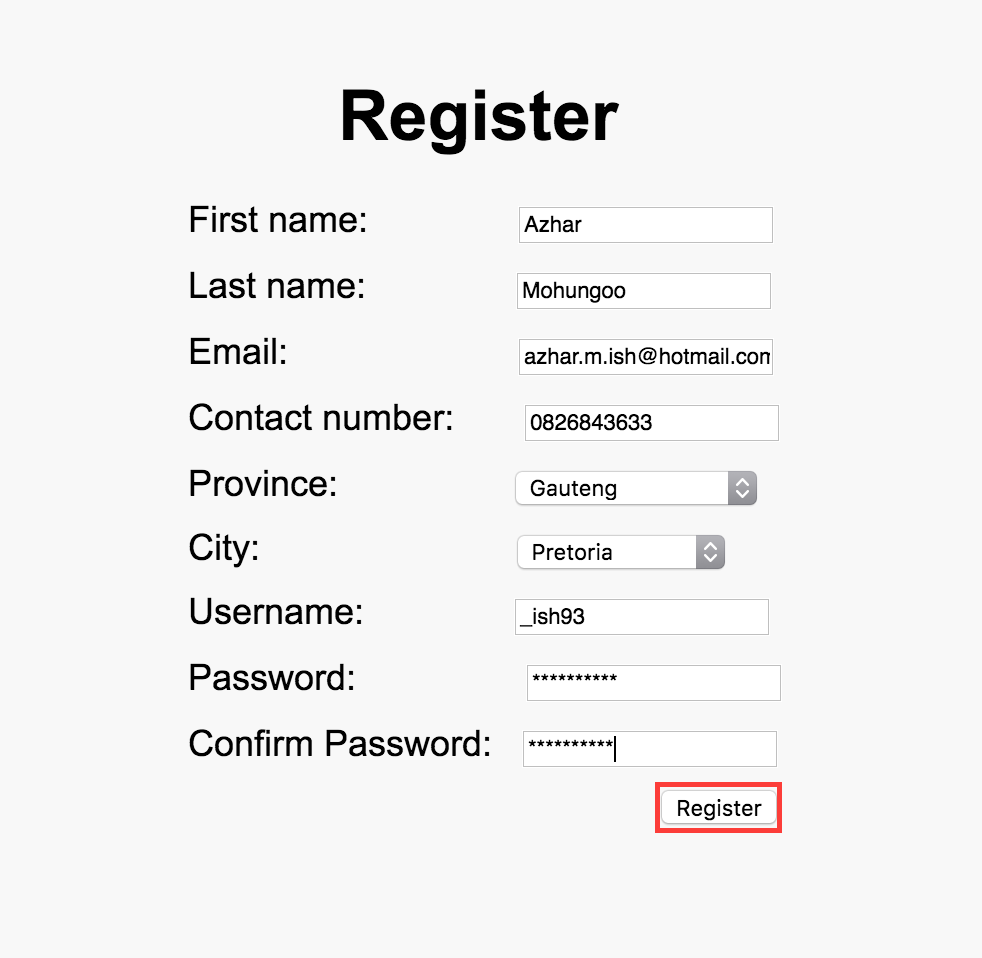 Register
First name: Azhar
Last name: Mohungoo
Email: azhar.m.ish@hotmail.com
Contact number: 0826843633
Province: Gauteng
City: Pretoria
Username: _ish93
Password: **********
Confirm Password: **********
Register